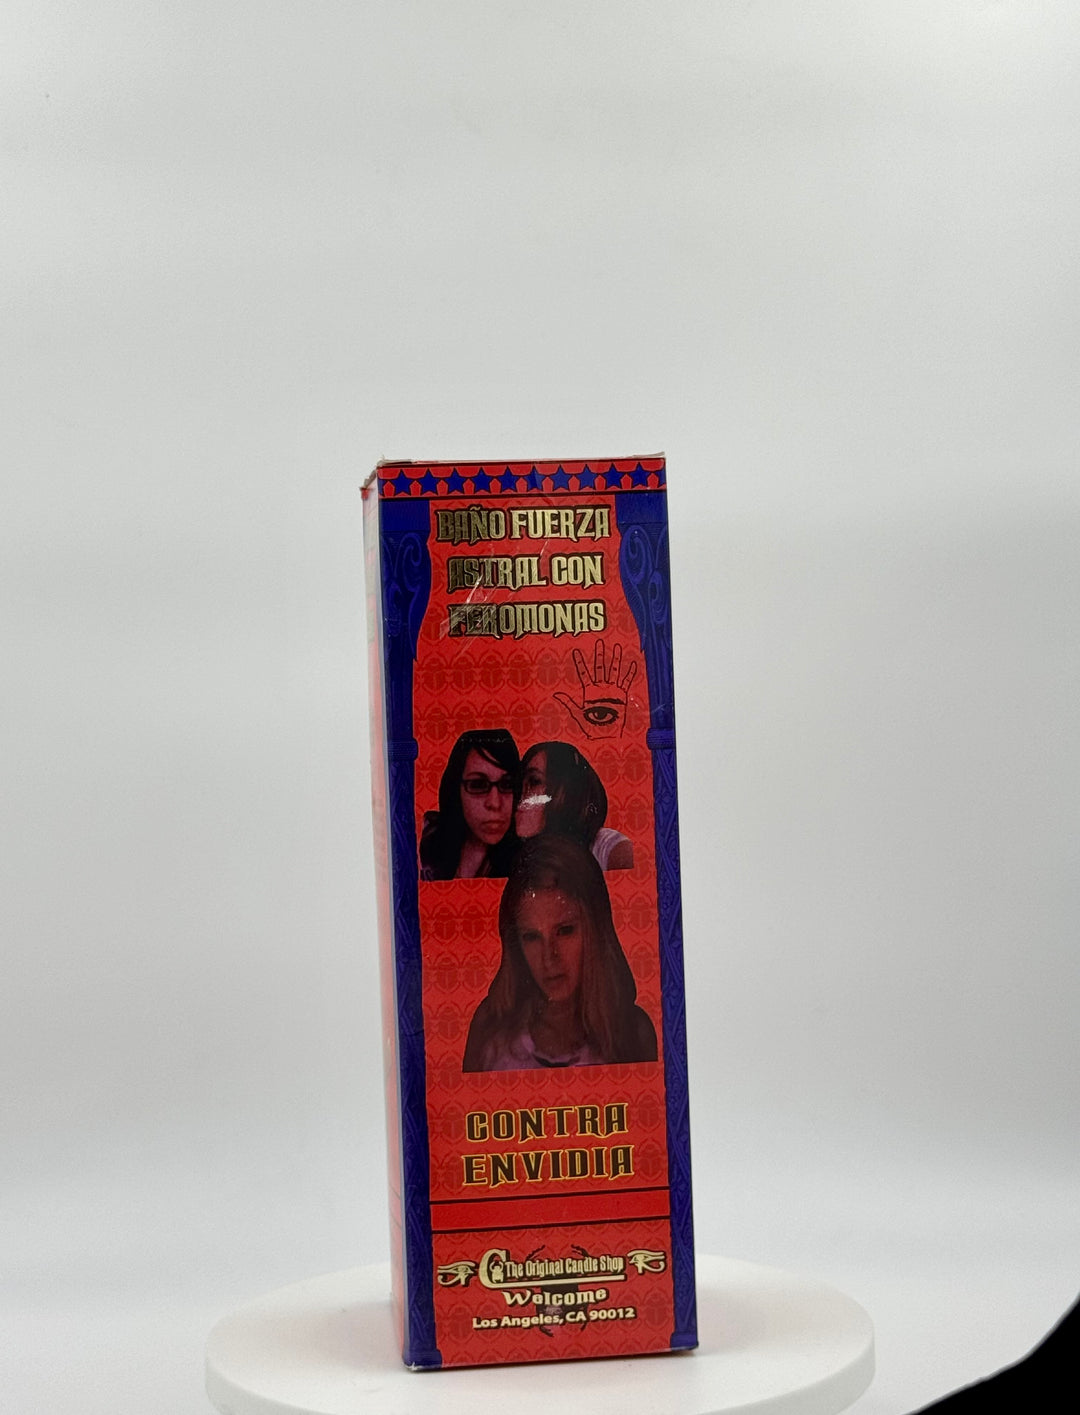 BAÑO FUERZA
ASTRAL CON
FEROMONAS
CONTRA
ENVIDIA
The Original Candle Shop
Welcome
Los Angeles, CA 90012